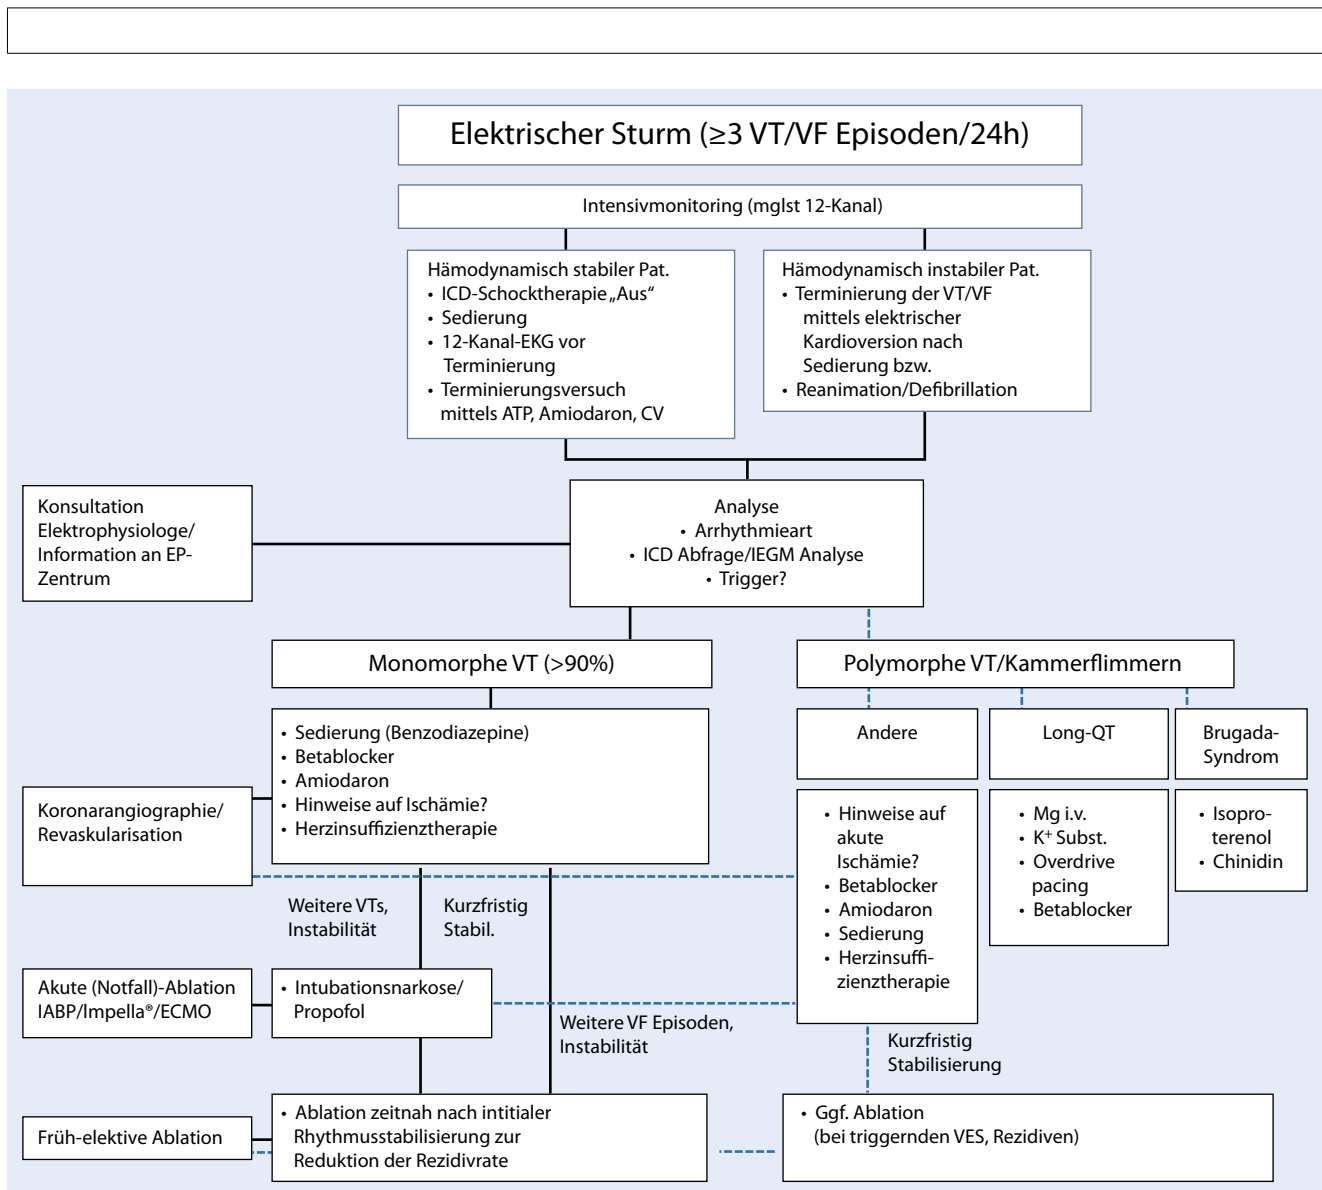 Elektrischer Sturm (≥3 VT/VF Episoden/24h)
Intensivmonitoring (mglst 12-Kanal)
Hämodynamisch stabiler Pat.
• ICD-Schocktherapie „Aus“
• Sedierung
• 12-Kanal-EKG vor
Terminierung
• Terminierungsversuch
mittels ATP, Amiodaron, CV
Hämodynamisch instabiler Pat.
• Terminierung der VT/VF
mittels elektrischer
Kardioversion nach
Sedierung bzw.
• Reanimation/Defibrillation
Konsultation
Elektrophysiologe/
Information an EP-
Zentrum
Analyse
• Arrhythmieart
• ICD Abfrage/IEGM Analyse
• Trigger?
Monomorphe VT (>90%)
Polymorphe VT/Kammerflimmern
• Sedierung (Benzodiazepine)
• Betablocker
• Amiodaron
• Hinweise auf Ischämie?
• Herzinsuffizienztherapie
Andere
Long-QT
Brugada-
Syndrom
Koronarangiographie/
Revaskularisation
• Hinweise auf
akute
Ischämie?
• Betablocker
• Amiodaron
• Sedierung
• Herzinsuffi-
zienztherapie
• Mg i.v.
• K⁺ Subst.
• Overdrive
pacing
• Betablocker
• Isopro-
terenol
• Chinidin
Weitere VTs,
Instabilität
Kurzfristig
Stabil.
Akute (Notfall)-Ablation
IABP/Impella®/ECMO
• Intubationsnarkose/
Propofol
Weitere VF Episoden,
Instabilität
Kurzfristig
Stabilisierung
Früh-elektive Ablation
• Ablation zeitnah nach intitialer
Rhythmusstabilisierung zur
Reduktion der Rezidivrate
• Ggf. Ablation
(bei triggernden VES, Rezidiven)